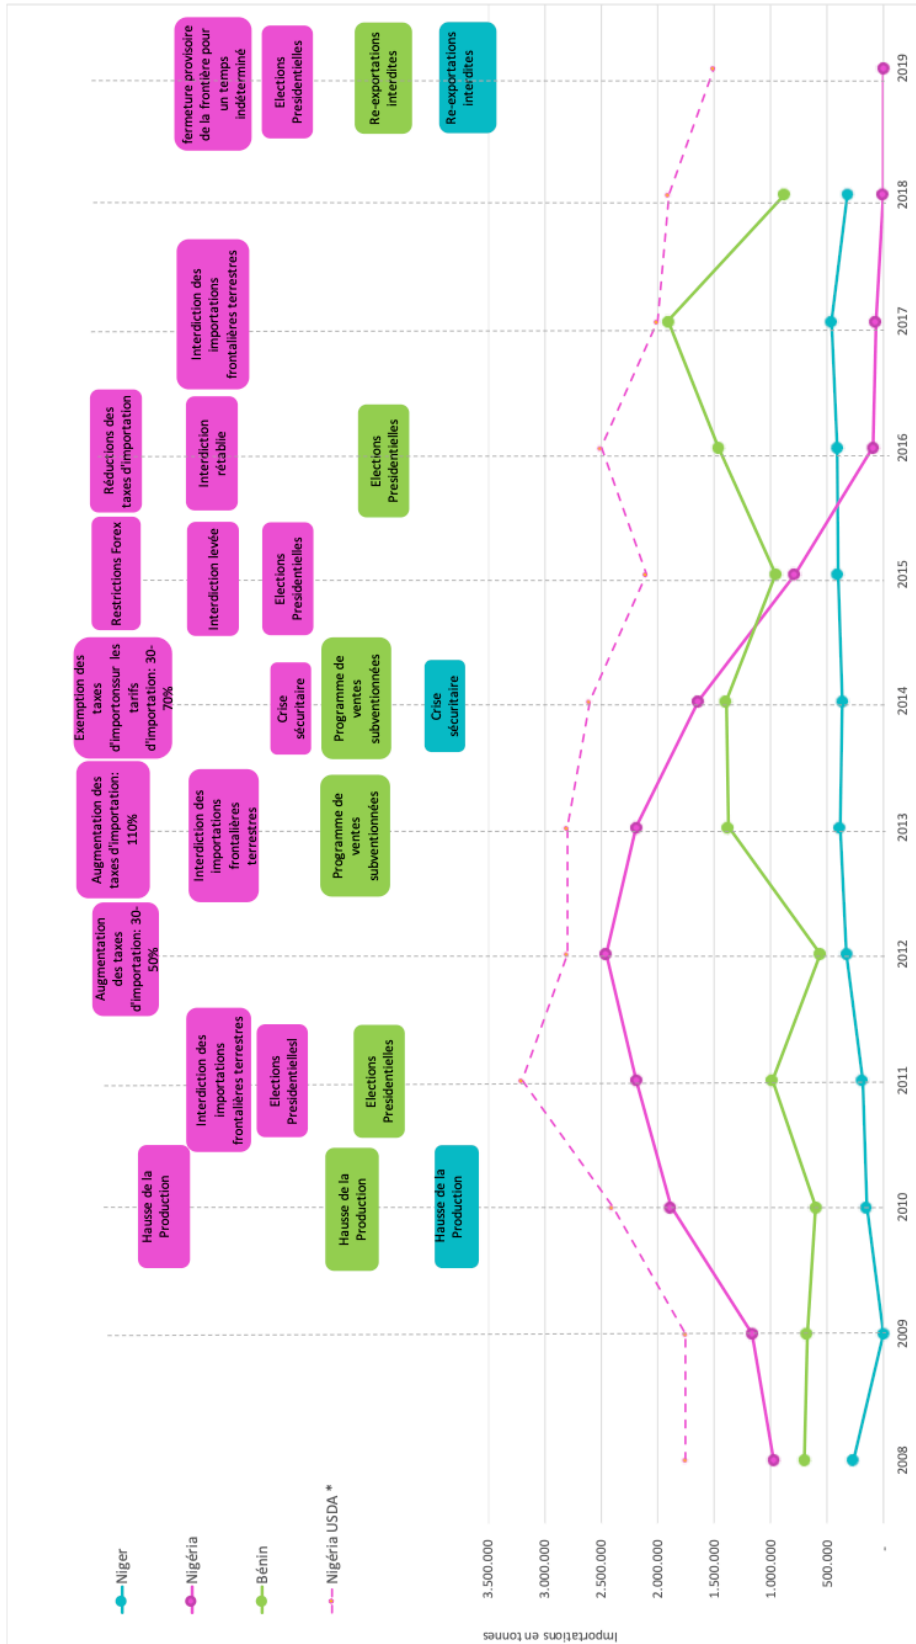 Niger
Nigéria
Bénin
Nigéria USDA *
Hausse de la
Production
Hausse de la
Production
Hausse de la
Production
Interdiction des
importations
frontalières terrestres
Elections
Presidentiellesl
Elections
Presidentielles
Augmentation
des taxes
d'importation: 30-
50%
Augmentation des
taxes d'importation:
110%
Interdiction des
importations
frontalières
terrestres
Programme de
ventes
subventionnées
Exemption des
taxes
d'importonssur les
tarifs
d'importation: 30-
70%
Crise
sécuritaire
Programme de
ventes
subventionnées
Crise
sécuritaire
Restrictions Forex
Interdiction levée
Elections
Presidentielles
Réductions des
taxes d'importation
Interdiction
rétablie
Elections
Presidentielles
Interdiction des
importations
frontalières terrestres
fermeture provisoire
de la frontière pour
un temps
indéterminé
Elections
Presidentielles
Re-exportations
interdites
Re-exportations
interdites
Importations en tonnes
3.500.000
3.000.000
2.500.000
2.000.000
1.500.000
1.000.000
500.000
-
2008
2009
2010
2011
2012
2013
2014
2015
2016
2017
2018
2019